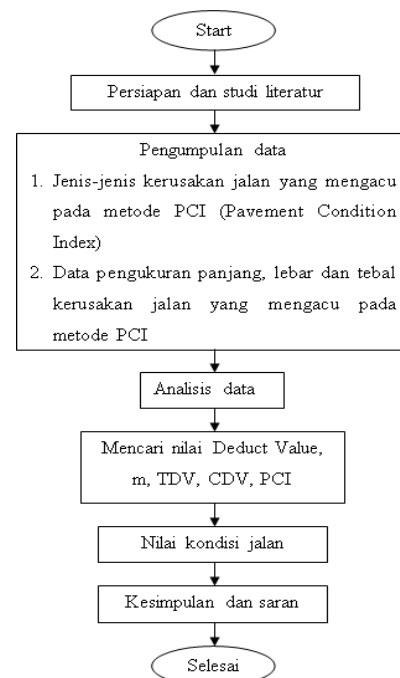 Start
Persiapan dan studi literatur
Pengumpulan data
1. Jenis-jenis kerusakan jalan yang mengacu
pada metode PCI (Pavement Condition
Index)
2. Data pengukuran panjang, lebar dan tebal
kerusakan jalan yang mengacu pada
metode PCI
Analisis data
Mencari nilai Deduct Value,
m, TDV, CDV, PCI
Nilai kondisi jalan
Kesimpulan dan saran
Selesai